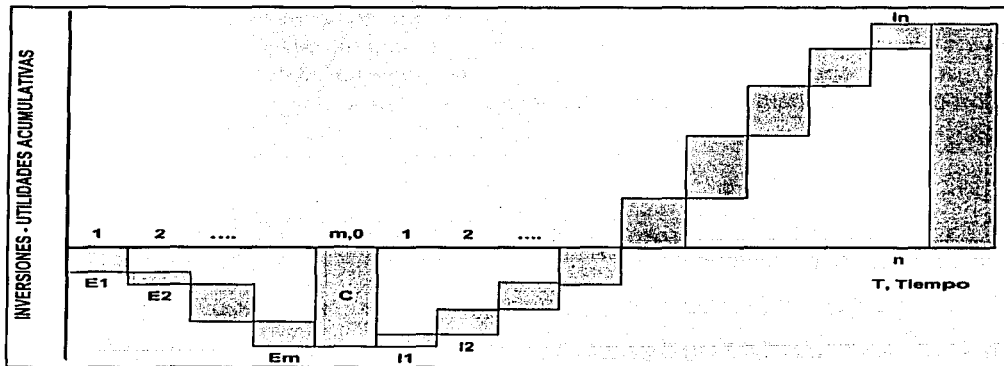 INVERSIONES - UTILIDADES ACUMULATIVAS
In
1 2 .... m,0 1 2 ....
E1 E2 C n
T, Tiempo
Em I1 I2